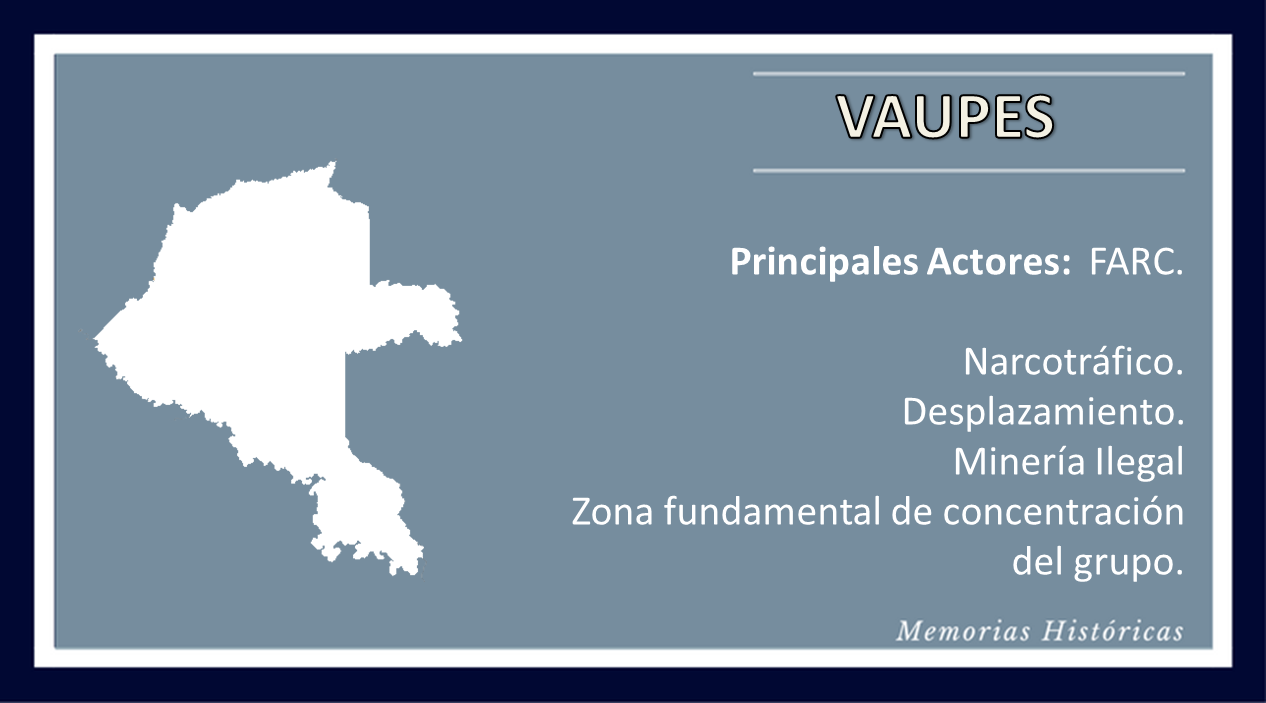 VAUPES
Principales Actores: FARC.
Narcotráfico.
Desplazamiento.
Minería Ilegal
Zona fundamental de concentración
del grupo.
Memorias Históricas